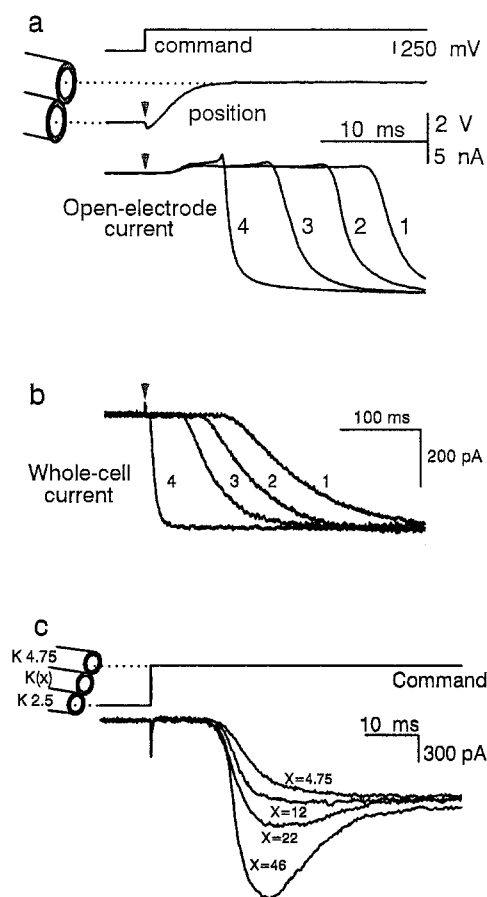 a
command
250 mV
position
10 ms
2 V
5 nA
Open-electrode
current
4
3
2
1
b
100 ms
200 pA
Whole-cell
current
4
3
2
1
c
K 4.75
K(x)
K 2.5
Command
10 ms
300 pA
X=4.75
X=12
X=22
X=46